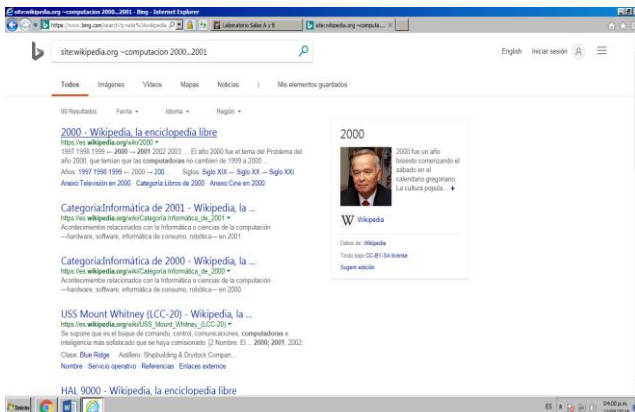 site:wikipedia.org ~computacion 2000..2001 - Bing - Internet Explorer
Laboratorio Salas A y B
site:wikipedia.org ~computa...
site:wikipedia.org ~computacion 2000..2001
English Iniciar sesión
Todos Imágenes Vídeos Mapas Noticias | Mis elementos guardados
99 Resultados Fecha Idioma Región
2000 - Wikipedia, la enciclopedia libre
https://es.wikipedia.org/wiki/2000
1997 1998 1999 ← 2000 → 2001 2002 2003: ... El año 2000 fue el tema del Problema del
año 2000, que temían que las computadoras no cambien de 1999 a 2000 ...
Años: 1997 1998 1999 ← 2000 → 200... Siglos: Siglo XIX ← Siglo XX → Siglo XXI
Anexo:Televisión en 2000 Categoría:Libros de 2000 Anexo:Cine en 2000
Categoría:Informática de 2001 - Wikipedia, la ...
https://es.wikipedia.org/wiki/Categoría:Informática_de_2001
Acontecimientos relacionados con la Informática o ciencias de la computación
—hardware, software, informática de consumo, robótica— en 2001.
Categoría:Informática de 2000 - Wikipedia, la ...
https://es.wikipedia.org/wiki/Categoría:Informática_de_2000
Acontecimientos relacionados con la Informática o ciencias de la computación
—hardware, software, informática de consumo, robótica— en 2000.
USS Mount Whitney (LCC-20) - Wikipedia, la ...
https://es.wikipedia.org/wiki/USS_Mount_Whitney_(LCC-20)
Se supone que es el buque de comando, control, comunicaciones, computadoras e
inteligencia más sofisticado que se haya comisionado. [2 Nombre. El ... 2000; 2001; 2002;
Clase: Blue Ridge Astillero: Shipbuilding & Drydock Compan...
Nombre Servicio operativo Referencias Enlaces externos
HAL 9000 - Wikipedia, la enciclopedia libre
2000
2000 fue un año
bisiesto comenzando el
sábado en el
calendario gregoriano.
La cultura popula... +
W Wikipedia
Datos de: Wikipedia
Texto bajo CC-BY-SA license
Sugerir edición
Inicio
ES
04:00 p.m.